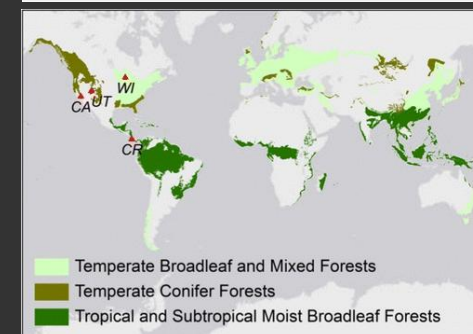 WI
CA UT
CR
Temperate Broadleaf and Mixed Forests
Temperate Conifer Forests
Tropical and Subtropical Moist Broadleaf Forests